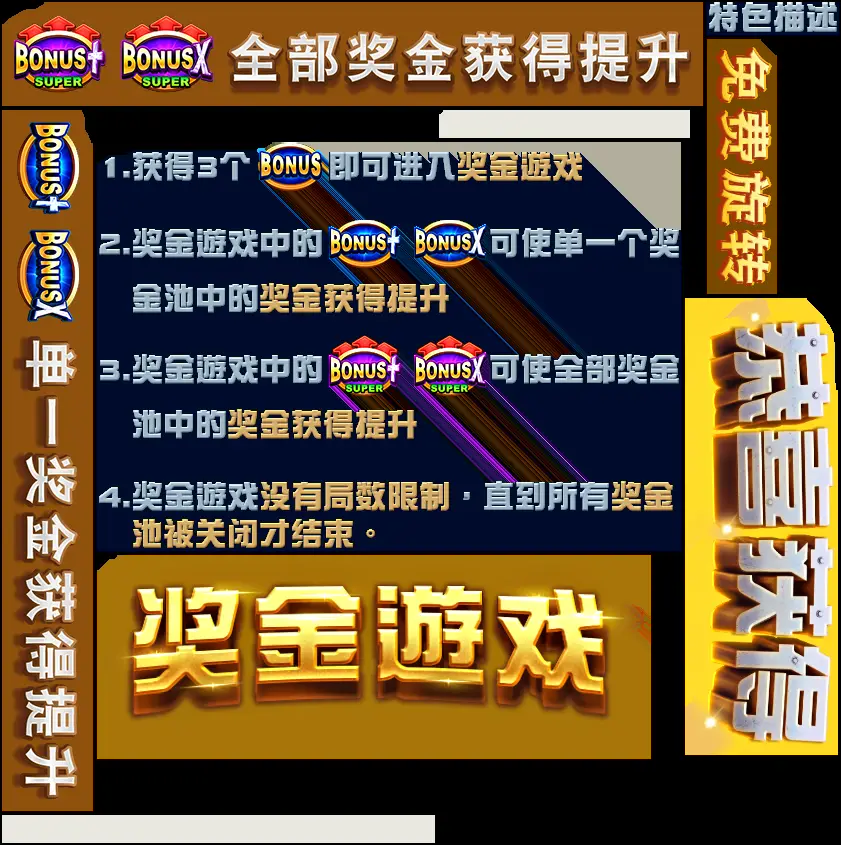 BONUS+ SUPER BONUSX SUPER 全部奖金获得提升
特色描述
免费旋转
BONUS+ BONUSX 单一奖金获得提升
1.获得3个 BONUS 即可进入奖金遊戏
2.奖金遊戏中的 BONUS+ BONUSX 可使单一个奖
金池中的奖金获得提升
3.奖金遊戏中的 BONUS+ SUPER BONUSX SUPER 可使全部奖金
池中的奖金获得提升
4.奖金遊戏没有局数限制，直到所有奖金
池被关闭才结束。
恭喜获得
奖金遊戏